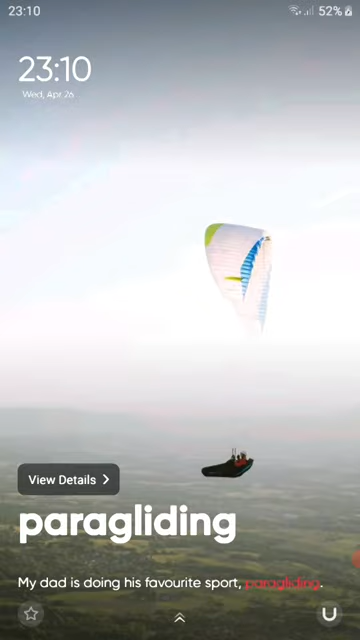 23:10
52%
23:10
Wed, Apr 26
View Details
paragliding
My dad is doing his favourite sport, paragliding.